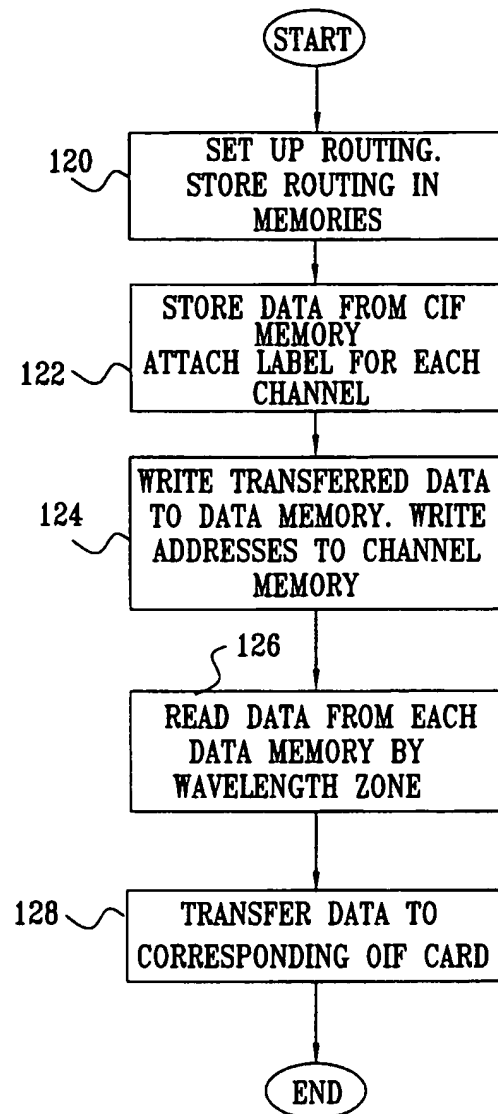 START
120
SET UP ROUTING.
STORE ROUTING IN
MEMORIES
122
STORE DATA FROM CIF
MEMORY
ATTACH LABEL FOR EACH
CHANNEL
124
WRITE TRANSFERRED DATA
TO DATA MEMORY. WRITE
ADDRESSES TO CHANNEL
MEMORY
126
READ DATA FROM EACH
DATA MEMORY BY
WAVELENGTH ZONE
128
TRANSFER DATA TO
CORRESPONDING OIF CARD
END